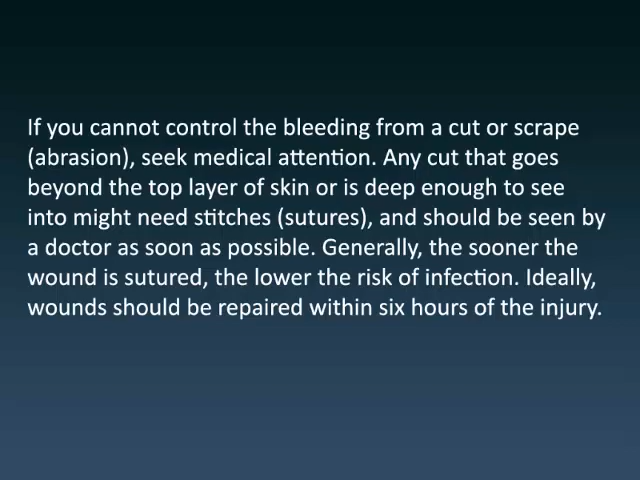 If you cannot control the bleeding from a cut or scrape
(abrasion), seek medical attention. Any cut that goes
beyond the top layer of skin or is deep enough to see
into might need stitches (sutures), and should be seen by
a doctor as soon as possible. Generally, the sooner the
wound is sutured, the lower the risk of infection. Ideally,
wounds should be repaired within six hours of the injury.